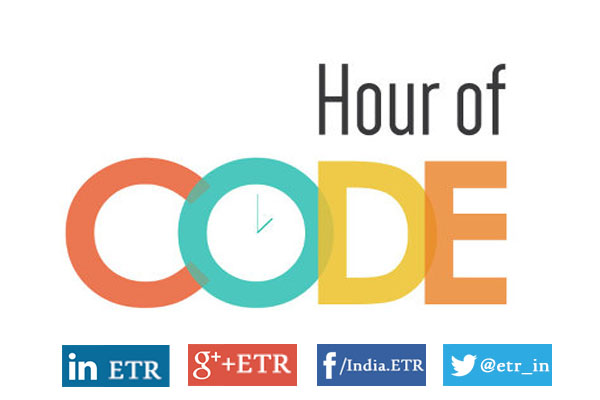 Hour of
CODE
in ETR
g++ETR
f/India.ETR
@etr_in